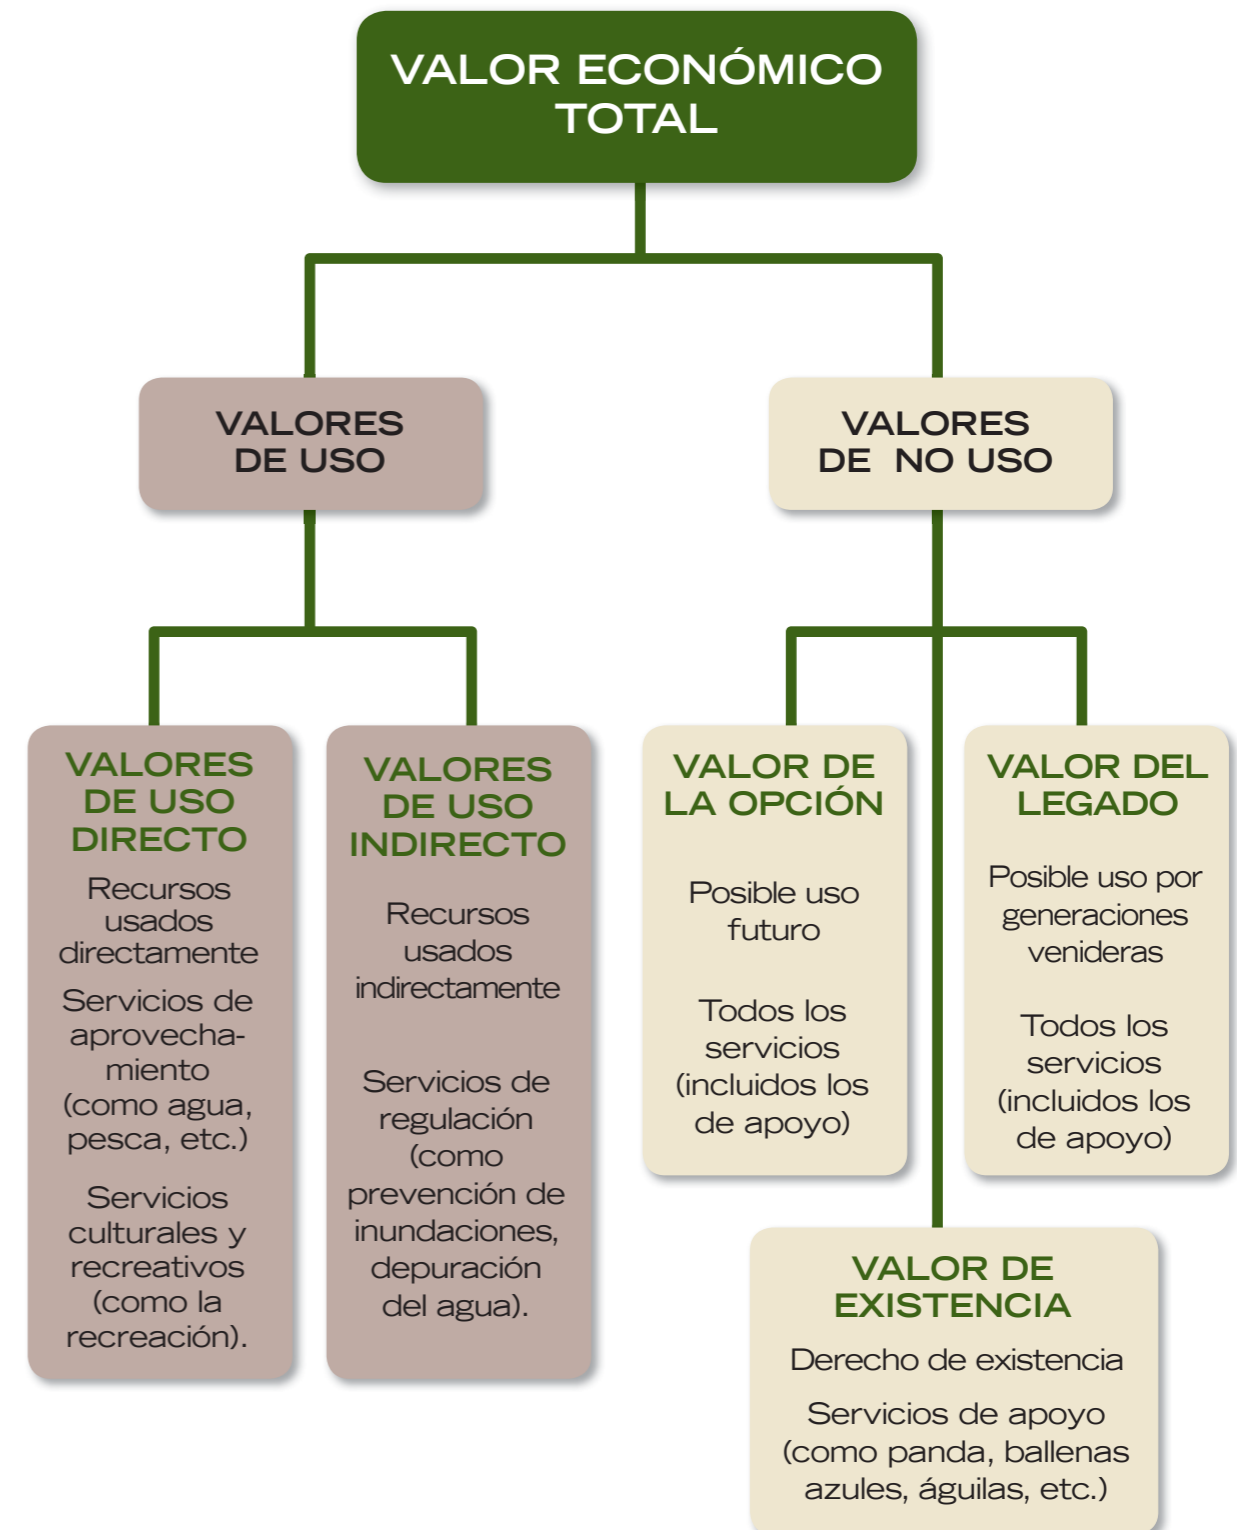 VALOR ECONÓMICO
TOTAL
VALORES
DE USO
VALORES
DE NO USO
VALORES
DE USO
DIRECTO
Recursos
usados
directamente
Servicios de
aprovecha-
miento
(como agua,
pesca, etc.)
Servicios
culturales y
recreativos
(como la
recreación).
VALORES
DE USO
INDIRECTO
Recursos
usados
indirectamente
Servicios de
regulación
(como
prevención de
inundaciones,
depuración
del agua).
VALOR DE
LA OPCIÓN
Posible uso
futuro
Todos los
servicios
(incluidos los
de apoyo)
VALOR DEL
LEGADO
Posible uso por
generaciones
venideras
Todos los
servicios
(incluidos los
de apoyo)
VALOR DE
EXISTENCIA
Derecho de existencia
Servicios de apoyo
(como panda, ballenas
azules, águilas, etc.)